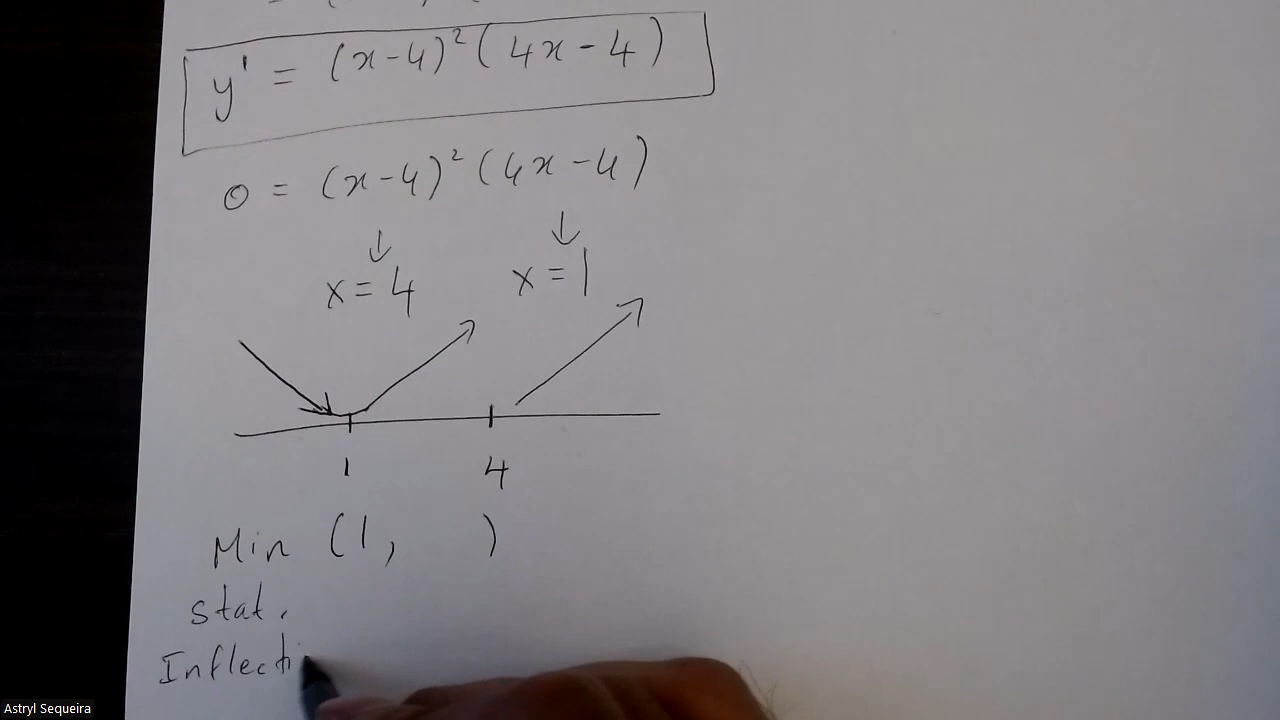 y' = (x-4)²(4x-4)
0 = (x-4)²(4x-4)
↓ ↓
x=4 x=1
1 4
Min (1, )
stat.
Inflecti
Astryl Sequeira